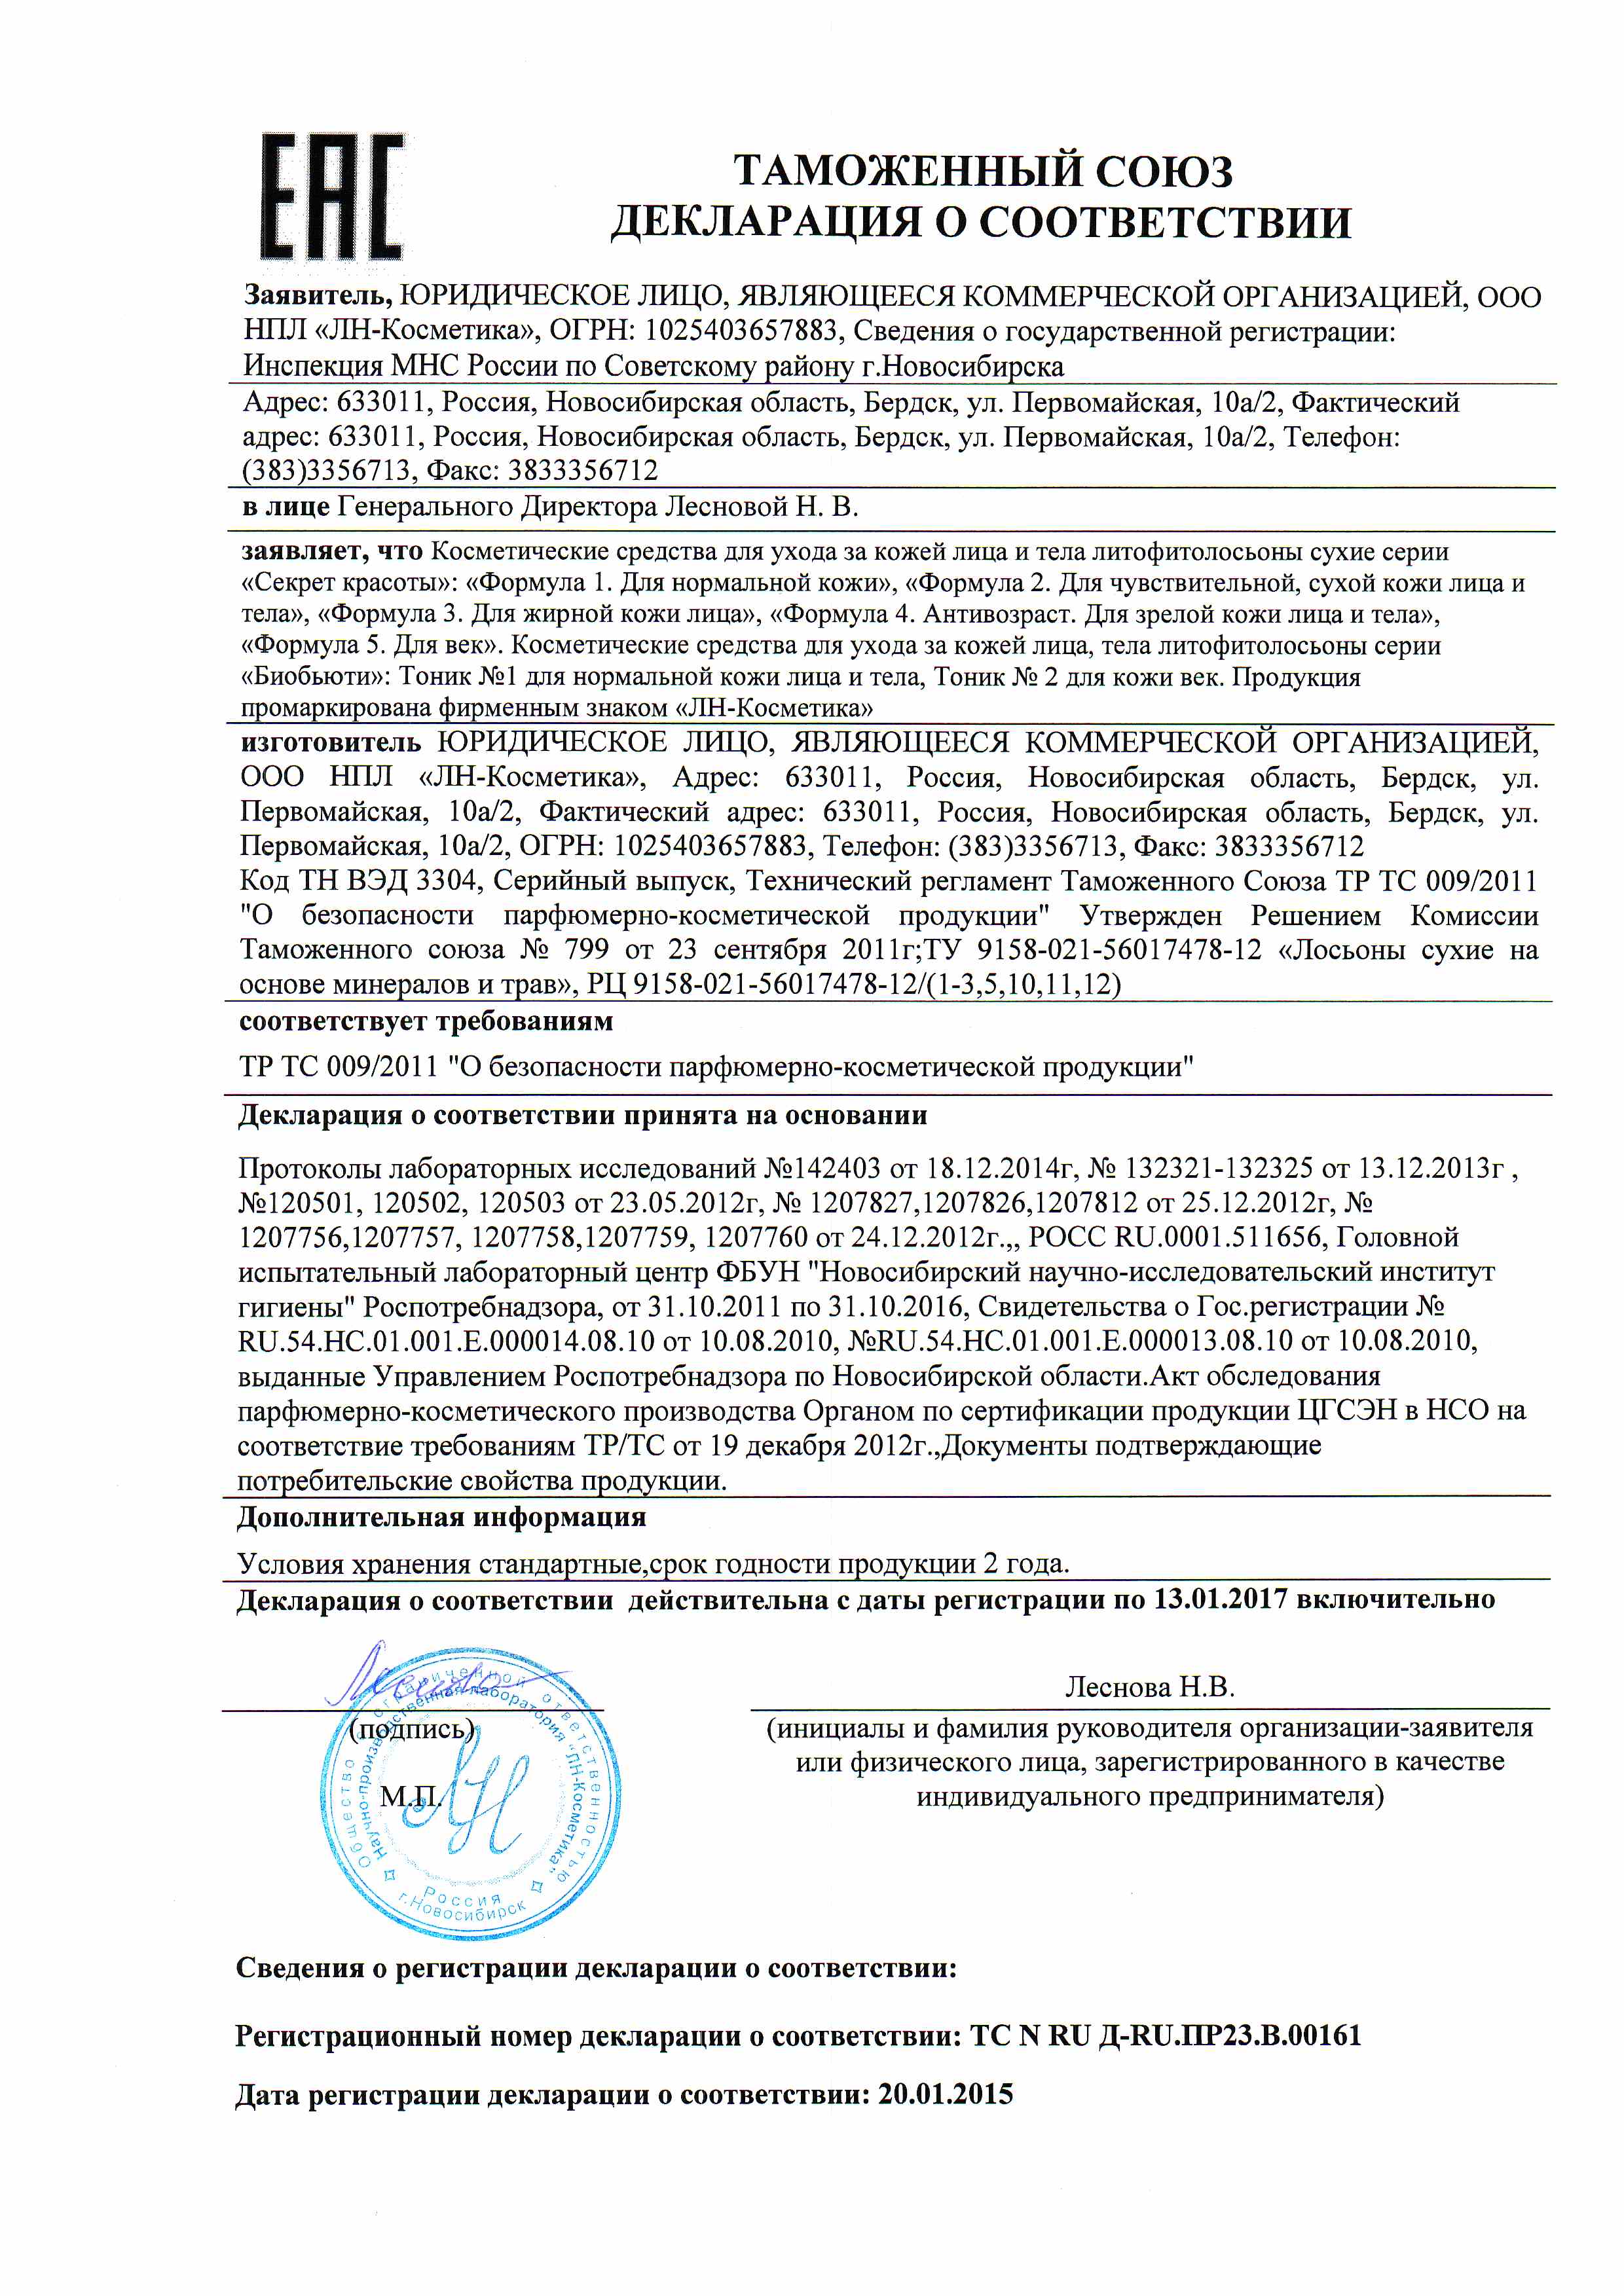 ЕАС
ТАМОЖЕННЫЙ СОЮЗ
ДЕКЛАРАЦИЯ О СООТВЕТСТВИИ
Заявитель, ЮРИДИЧЕСКОЕ ЛИЦО, ЯВЛЯЮЩЕЕСЯ КОММЕРЧЕСКОЙ ОРГАНИЗАЦИЕЙ, ООО
НПЛ «ЛН-Косметика», ОГРН: 1025403657883, Сведения о государственной регистрации:
Инспекция МНС России по Советскому району г.Новосибирска
Адрес: 633011, Россия, Новосибирская область, Бердск, ул. Первомайская, 10а/2, Фактический
адрес: 633011, Россия, Новосибирская область, Бердск, ул. Первомайская, 10а/2, Телефон:
(383)3356713, Факс: 3833356712
в лице Генерального Директора Лесновой Н. В.
заявляет, что Косметические средства для ухода за кожей лица и тела литофитолосьоны сухие серии
«Секрет красоты»: «Формула 1. Для нормальной кожи», «Формула 2. Для чувствительной, сухой кожи лица и
тела», «Формула 3. Для жирной кожи лица», «Формула 4. Антивозраст. Для зрелой кожи лица и тела»,
«Формула 5. Для век». Косметические средства для ухода за кожей лица, тела литофитолосьоны серии
«Биобьюти»: Тоник №1 для нормальной кожи лица и тела, Тоник № 2 для кожи век. Продукция
промаркирована фирменным знаком «ЛН-Косметика»
изготовитель ЮРИДИЧЕСКОЕ ЛИЦО, ЯВЛЯЮЩЕЕСЯ КОММЕРЧЕСКОЙ ОРГАНИЗАЦИЕЙ,
ООО НПЛ «ЛН-Косметика», Адрес: 633011, Россия, Новосибирская область, Бердск, ул.
Первомайская, 10а/2, Фактический адрес: 633011, Россия, Новосибирская область, Бердск, ул.
Первомайская, 10а/2, ОГРН: 1025403657883, Телефон: (383)3356713, Факс: 3833356712
Код ТН ВЭД 3304, Серийный выпуск, Технический регламент Таможенного Союза ТР ТС 009/2011
"О безопасности парфюмерно-косметической продукции" Утвержден Решением Комиссии
Таможенного союза № 799 от 23 сентября 2011г;ТУ 9158-021-56017478-12 «Лосьоны сухие на
основе минералов и трав», РЦ 9158-021-56017478-12/(1-3,5,10,11,12)
соответствует требованиям
ТР ТС 009/2011 "О безопасности парфюмерно-косметической продукции"
Декларация о соответствии принята на основании
Протоколы лабораторных исследований №142403 от 18.12.2014г, № 132321-132325 от 13.12.2013г ,
№120501, 120502, 120503 от 23.05.2012г, № 1207827,1207826,1207812 от 25.12.2012г, №
1207756,1207757, 1207758,1207759, 1207760 от 24.12.2012г.,, РОСС RU.0001.511656, Головной
испытательный лабораторный центр ФБУН "Новосибирский научно-исследовательский институт
гигиены" Роспотребнадзора, от 31.10.2011 по 31.10.2016, Свидетельства о Гос.регистрации №
RU.54.НС.01.001.Е.000014.08.10 от 10.08.2010, №RU.54.НС.01.001.Е.000013.08.10 от 10.08.2010,
выданные Управлением Роспотребнадзора по Новосибирской области.Акт обследования
парфюмерно-косметического производства Органом по сертификации продукции ЦГСЭН в НСО на
соответствие требованиям ТР/ТС от 19 декабря 2012г.,Документы подтверждающие
потребительские свойства продукции.
Дополнительная информация
Условия хранения стандартные,срок годности продукции 2 года.
Декларация о соответствии действительна с даты регистрации по 13.01.2017 включительно
Леснова Н.В.
(подпись)
(инициалы и фамилия руководителя организации-заявителя
или физического лица, зарегистрированного в качестве
индивидуального предпринимателя)
М.П.
Общество с ограниченной ответственностью
Научно-производственная лаборатория "ЛН-Косметика"
ЛН
Россия
г.Новосибирск
Сведения о регистрации декларации о соответствии:
Регистрационный номер декларации о соответствии: ТС N RU Д-RU.ПР23.В.00161
Дата регистрации декларации о соответствии: 20.01.2015